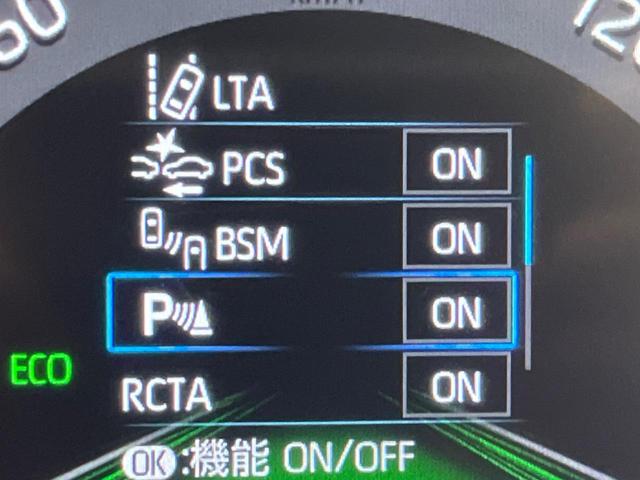 LTA
PCS ON
BSM ON
P ON
ECO
RCTA ON
OK:機能 ON/OFF